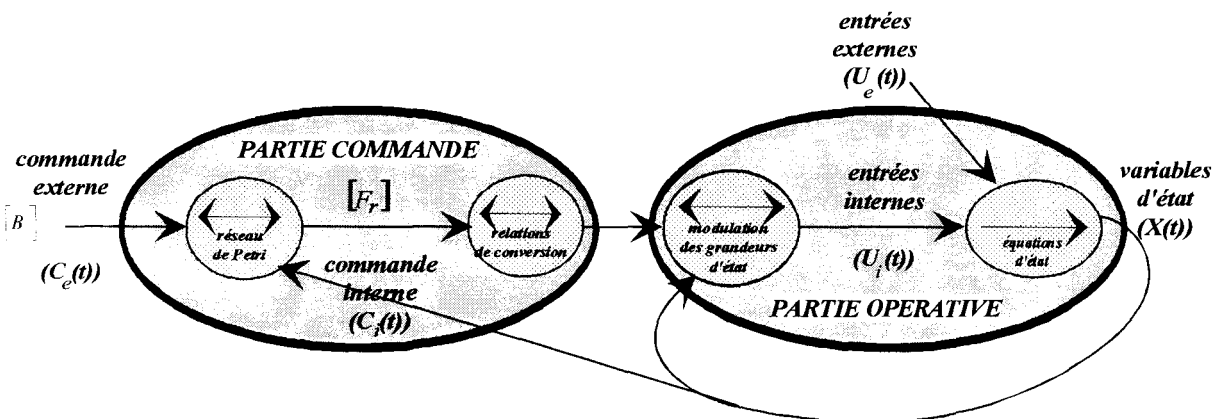 entrées
externes
(U_e(t))
PARTIE COMMANDE
commande
externe
[B]
(C_e(t))
réseau
de Petri
[F_r]
relations
de conversion
commande
interne
(C_i(t))
modulation
des grandeurs
d'état
entrées
internes
(U_i(t))
équations
d'état
variables
d'état
(X(t))
PARTIE OPERATIVE